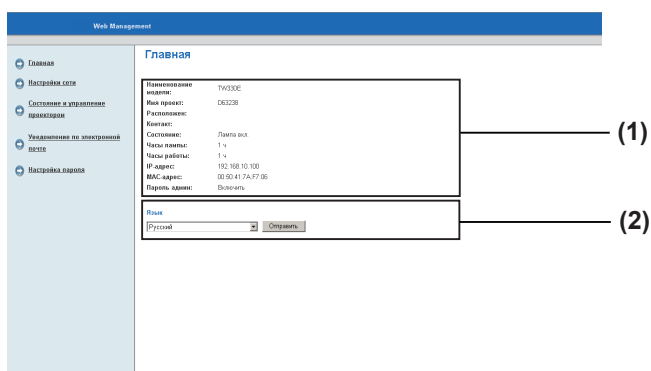 Web Management
Главная
Главная
Настройки сети
Состояние и управление
проектором
Уведомление по электронной
почте
Настройка пароля
Наименование
модели: TW330E
Имя проект: D63238
Расположен:
Контакт:
Состояние: Лампа вкл.
Часы лампы: 1 ч
Часы работы: 1 ч
IP-адрес: 192.168.10.100
MAC-адрес: 00:50:41:7A:F7:06
Пароль админ: Включить
(1)
Язык
Русский Отправить
(2)